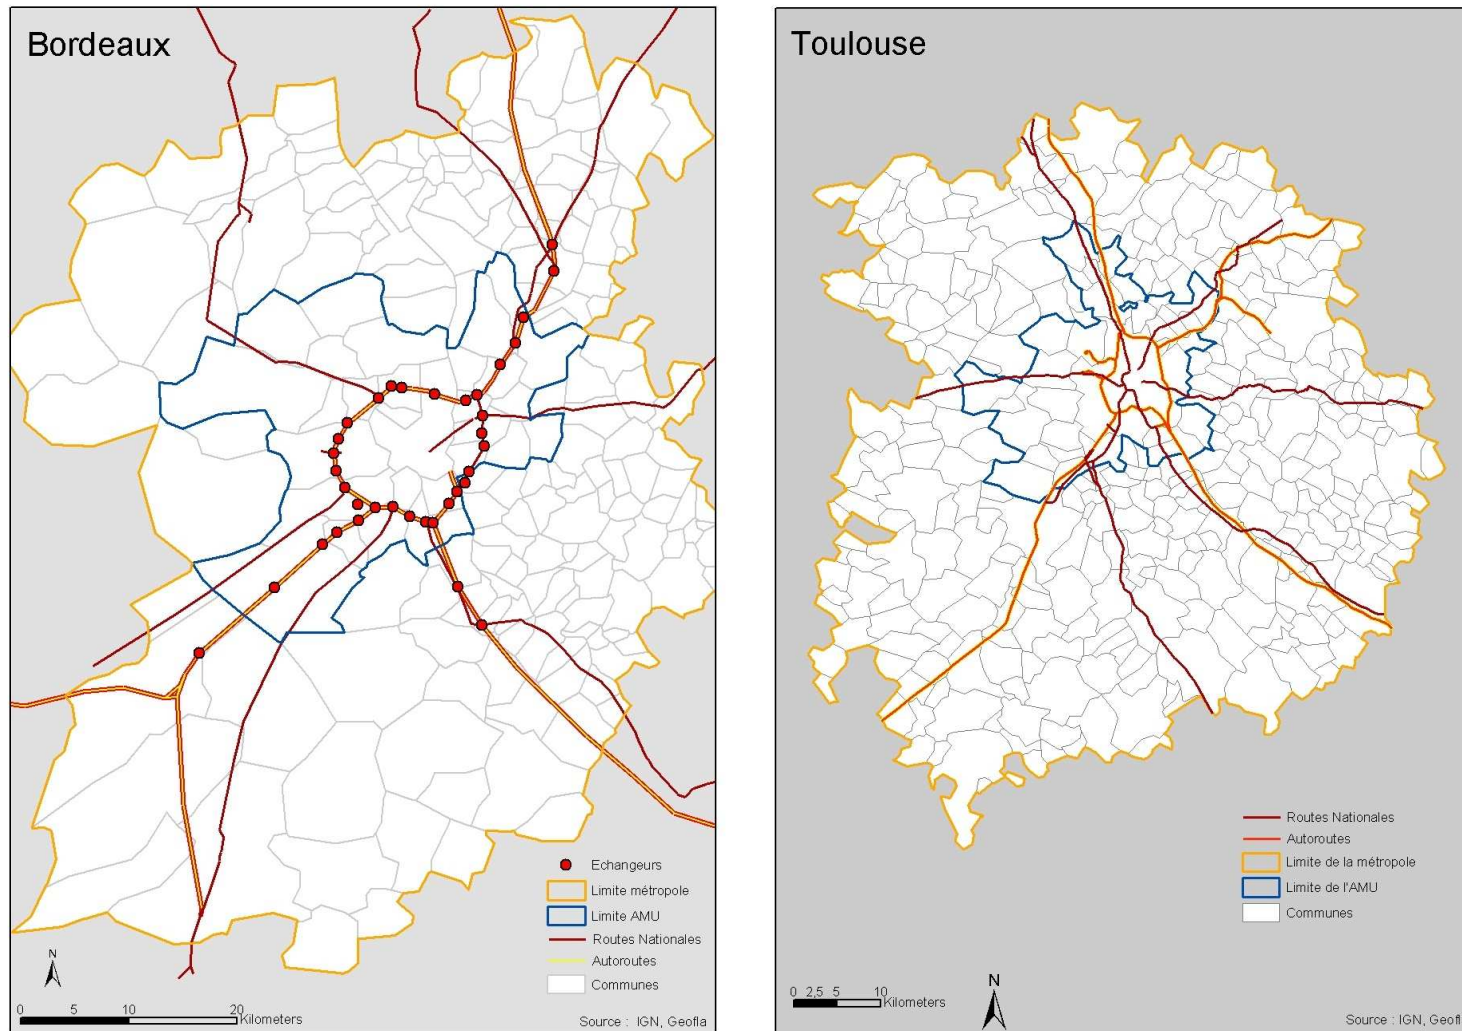 Bordeaux
Echangeurs
Limite métropole
Limite AMU
Routes Nationales
Autoroutes
Communes
N
0 5 10 20
Kilometers
Source : IGN, Geofla
Toulouse
Routes Nationales
Autoroutes
Limite de la métropole
Limite de l'AMU
Communes
N
0 2,5 5 10
Kilometers
Source : IGN, Geofl